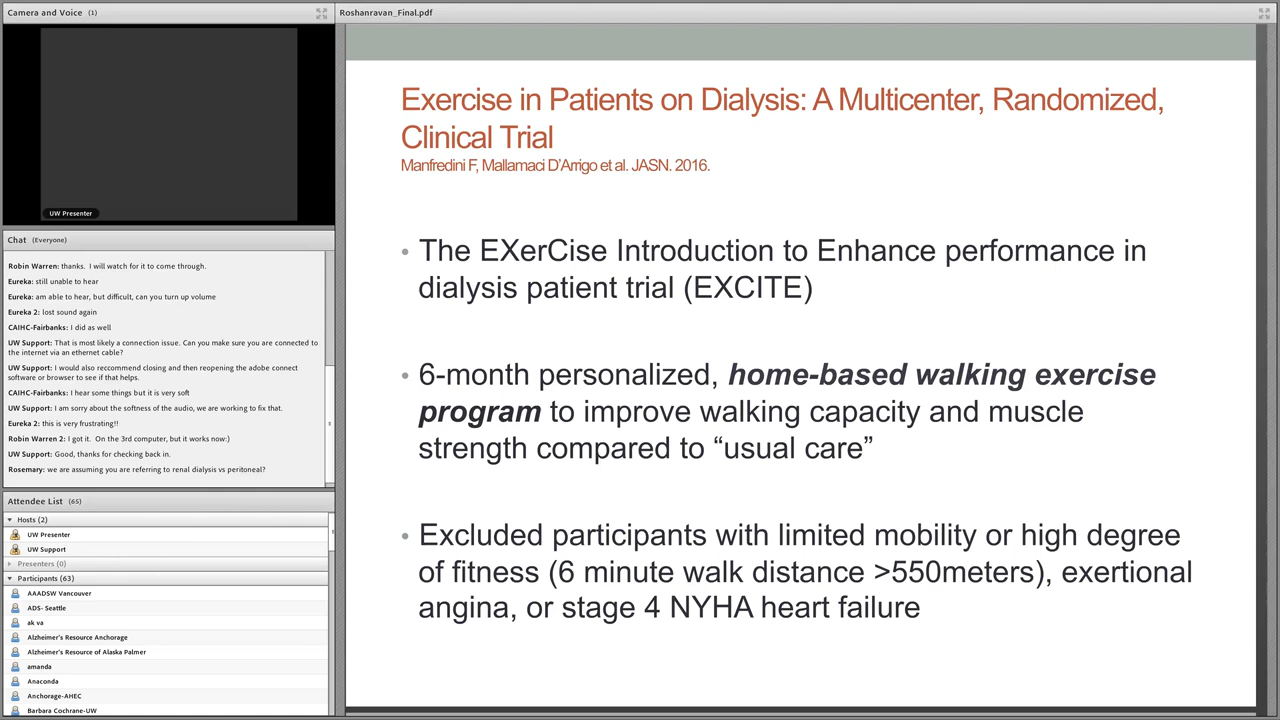 Camera and Voice (1)
UW Presenter
Chat (Everyone)
Robin Warren: thanks. I will watch for it to come through.
Eureka: still unable to hear
Eureka: am able to hear, but difficult, can you turn up volume
Eureka 2: lost sound again
CAIHC-Fairbanks: I did as well
UW Support: That is most likely a connection issue. Can you make sure you are connected to
the internet via an ethernet cable?
UW Support: I would also reccommend closing and then reopening the adobe connect
software or browser to see if that helps.
CAIHC-Fairbanks: I hear some things but it is very soft
UW Support: I am sorry about the softness of the audio, we are working to fix that.
Eureka 2: this is very frustrating!!
Robin Warren 2: I got it. On the 3rd computer, but it works now:)
UW Support: Good, thanks for checking back in.
Rosemary: we are assuming you are referring to renal dialysis vs peritoneal?
Attendee List (65)
Hosts (2)
UW Presenter
UW Support
Presenters (0)
Participants (63)
AAADSW Vancouver
ADS- Seattle
ak va
Alzheimer's Resource Anchorage
Alzheimer's Resource of Alaska Palmer
amanda
Anaconda
Anchorage-AHEC
Barbara Cochrane-UW
Roshanravan_Final.pdf
Exercise in Patients on Dialysis: A Multicenter, Randomized,
Clinical Trial
Manfredini F, Mallamaci D'Arrigo et al. JASN. 2016.
• The EXerCise Introduction to Enhance performance in
dialysis patient trial (EXCITE)
• 6-month personalized, home-based walking exercise
program to improve walking capacity and muscle
strength compared to “usual care”
• Excluded participants with limited mobility or high degree
of fitness (6 minute walk distance >550meters), exertional
angina, or stage 4 NYHA heart failure